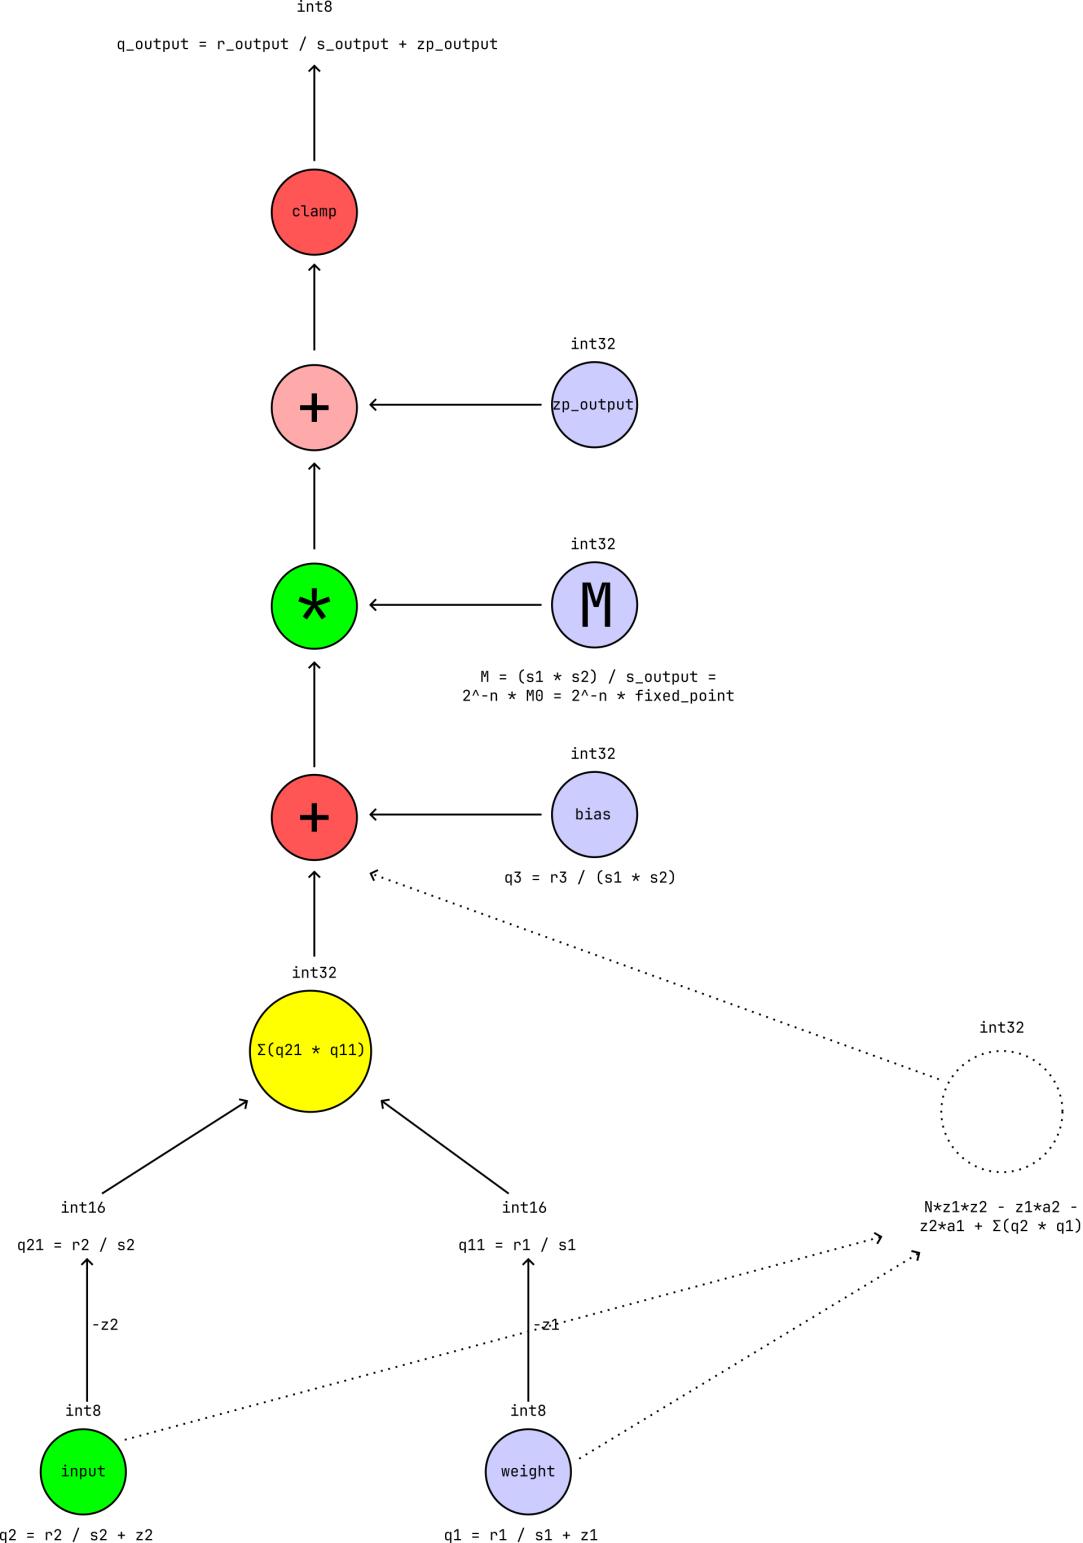 int8
q_output = r_output / s_output + zp_output
clamp
int32
+
zp_output
int32
*
M
M = (s1 * s2) / s_output =
2^-n * M0 = 2^-n * fixed_point
int32
+
bias
q3 = r3 / (s1 * s2)
int32
Σ(q21 * q11)
int32
int16
int16
N*z1*z2 - z1*a2 -
z2*a1 + Σ(q2 * q1)
q21 = r2 / s2
q11 = r1 / s1
-z2
-z1
int8
int8
input
weight
q2 = r2 / s2 + z2
q1 = r1 / s1 + z1